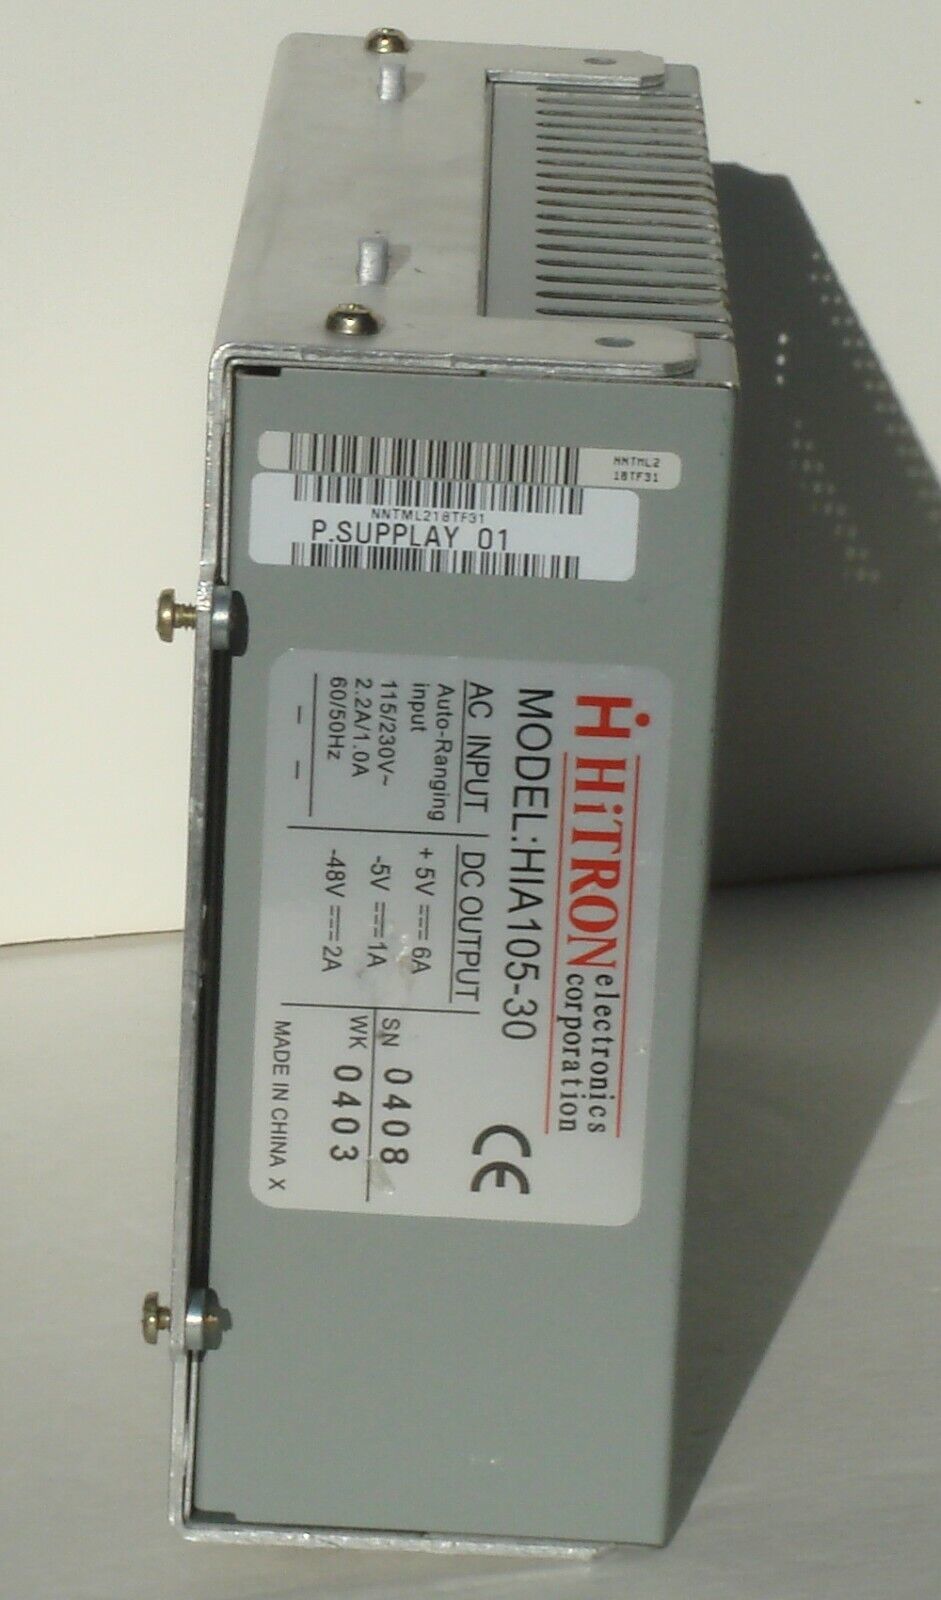 NNTML2
18TF31
NNTML218TF31
P.SUPPLAY 01
HiTRON electronics
corporation
MODEL:HIA105-30
CE
AC INPUT
Auto-Ranging
input
115/230V~
2.2A/1.0A
60/50Hz
DC OUTPUT
+5V⎓6A
-5V⎓1A
-48V⎓2A
SN 0408
WK 0403
MADE IN CHINA X